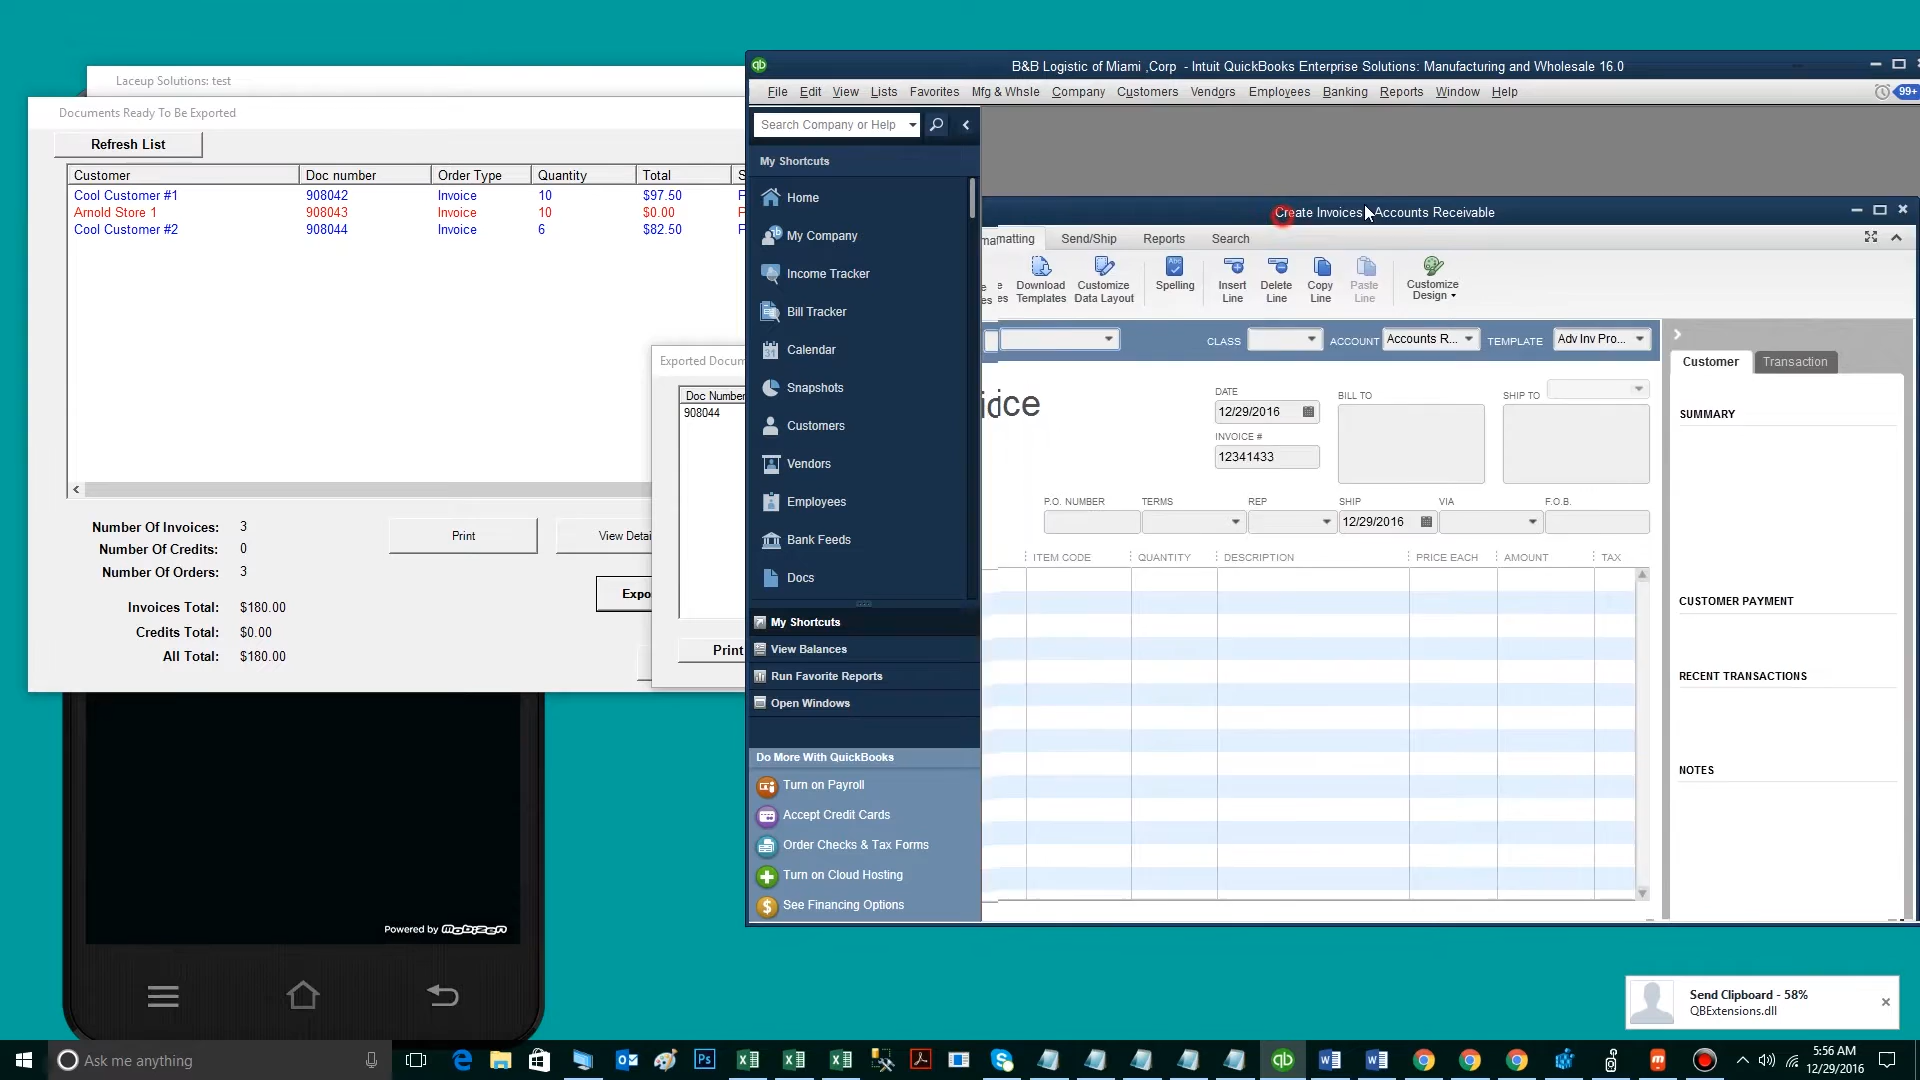 Laceup Solutions: test
Documents Ready To Be Exported
Refresh List
Customer Doc number Order Type Quantity Total S
Cool Customer #1 908042 Invoice 10 $97.50 F
Arnold Store 1 908043 Invoice 10 $0.00 F
Cool Customer #2 908044 Invoice 6 $82.50 F
Number Of Invoices: 3
Number Of Credits: 0
Number Of Orders: 3
Invoices Total: $180.00
Credits Total: $0.00
All Total: $180.00
Print
View Detai
Expo
Exported Docum
Doc Number
908044
Print
Powered by Mobizen
B&B Logistic of Miami ,Corp - Intuit QuickBooks Enterprise Solutions: Manufacturing and Wholesale 16.0
File Edit View Lists Favorites Mfg & Whsle Company Customers Vendors Employees Banking Reports Window Help
99+
Search Company or Help
My Shortcuts
Home
My Company
Income Tracker
Bill Tracker
Calendar
31
Snapshots
Customers
Vendors
Employees
Bank Feeds
Docs
My Shortcuts
View Balances
Run Favorite Reports
Open Windows
Do More With QuickBooks
Turn on Payroll
Accept Credit Cards
Order Checks & Tax Forms
Turn on Cloud Hosting
See Financing Options
Create Invoices - Accounts Receivable
matting Send/Ship Reports Search
Download Templates
Customize Data Layout
Abc
Spelling
Insert Line
Delete Line
Copy Line
Paste Line
Customize Design
CLASS ACCOUNT Accounts R... TEMPLATE Adv Inv Pro...
DATE
12/29/2016
INVOICE #
12341433
BILL TO
SHIP TO
P.O. NUMBER TERMS REP SHIP VIA F.O.B.
12/29/2016
ITEM CODE QUANTITY DESCRIPTION PRICE EACH AMOUNT TAX
Customer Transaction
SUMMARY
CUSTOMER PAYMENT
RECENT TRANSACTIONS
NOTES
Send Clipboard - 58%
QBExtensions.dll
Ask me anything
Ps
qb
5:56 AM
12/29/2016